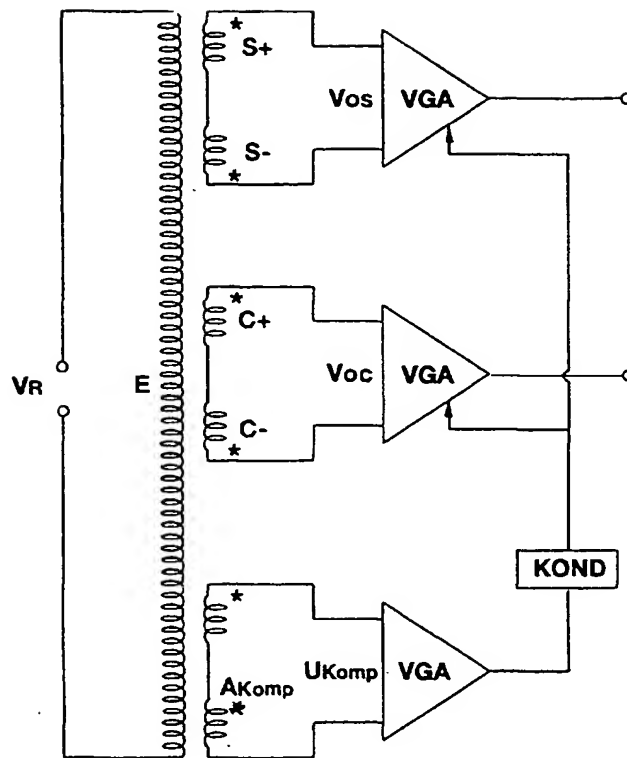 *
S+
Vos VGA
S-
*
*
C+
VR E Voc VGA
C-
*
KOND
*
UKomp VGA
AKomp
*